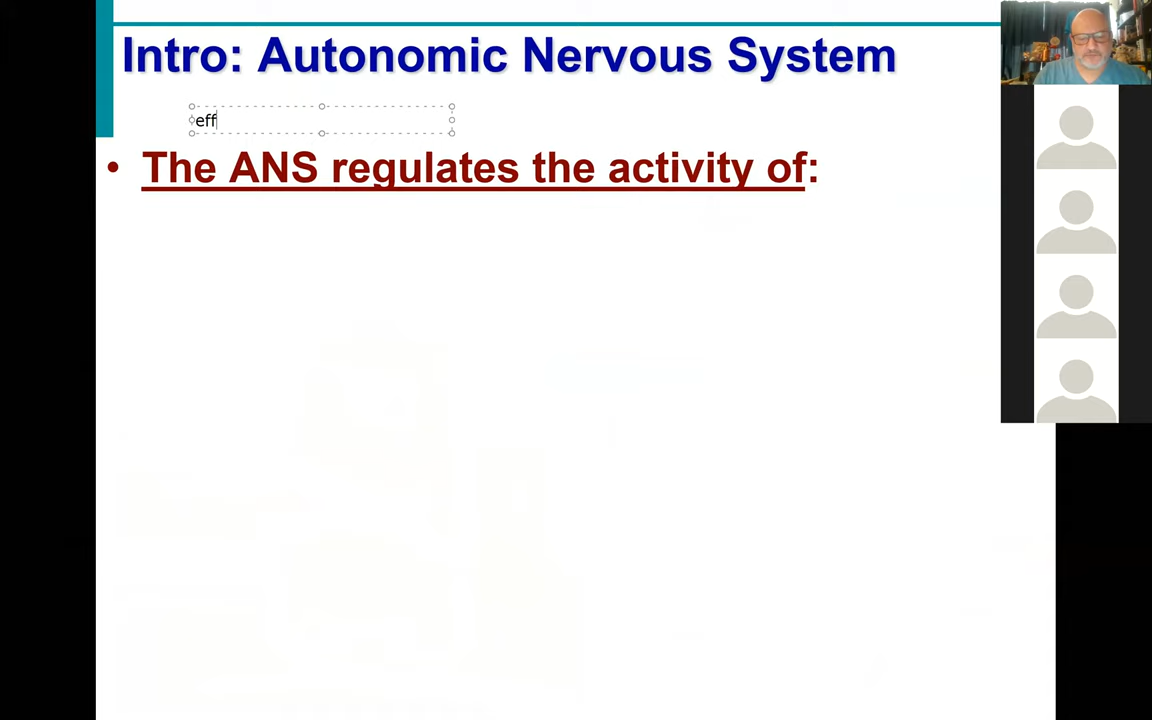 Intro: Autonomic Nervous System
eff
• The ANS regulates the activity of: